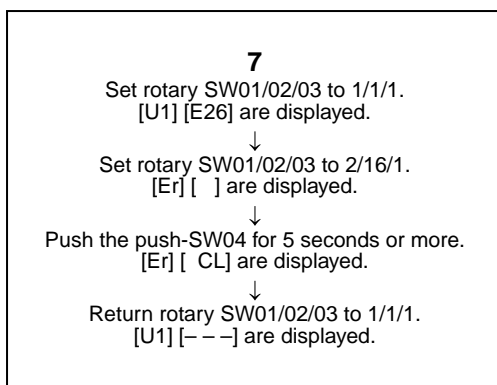 7
Set rotary SW01/02/03 to 1/1/1.
[U1] [E26] are displayed.
↓
Set rotary SW01/02/03 to 2/16/1.
[Er] [   ] are displayed.
↓
Push the push-SW04 for 5 seconds or more.
[Er] [  CL] are displayed.
↓
Return rotary SW01/02/03 to 1/1/1.
[U1] [– – –] are displayed.